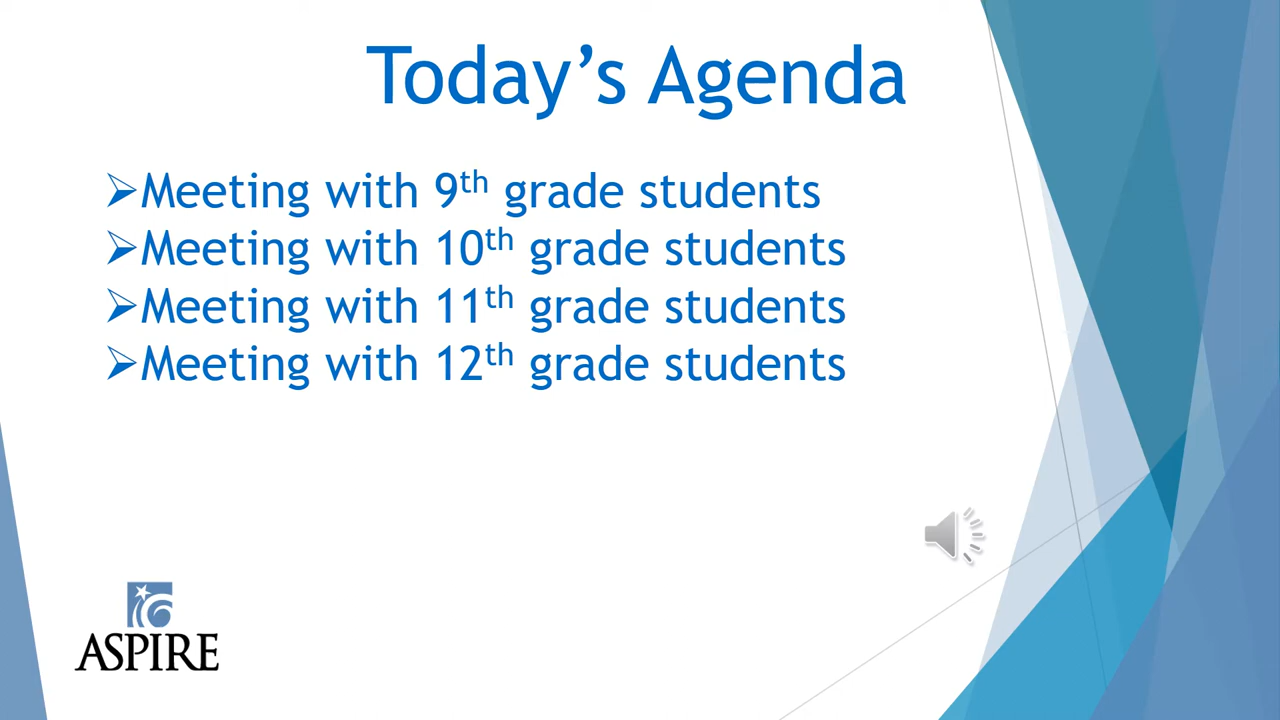 Today’s Agenda
➢Meeting with 9th grade students
➢Meeting with 10th grade students
➢Meeting with 11th grade students
➢Meeting with 12th grade students
ASPIRE